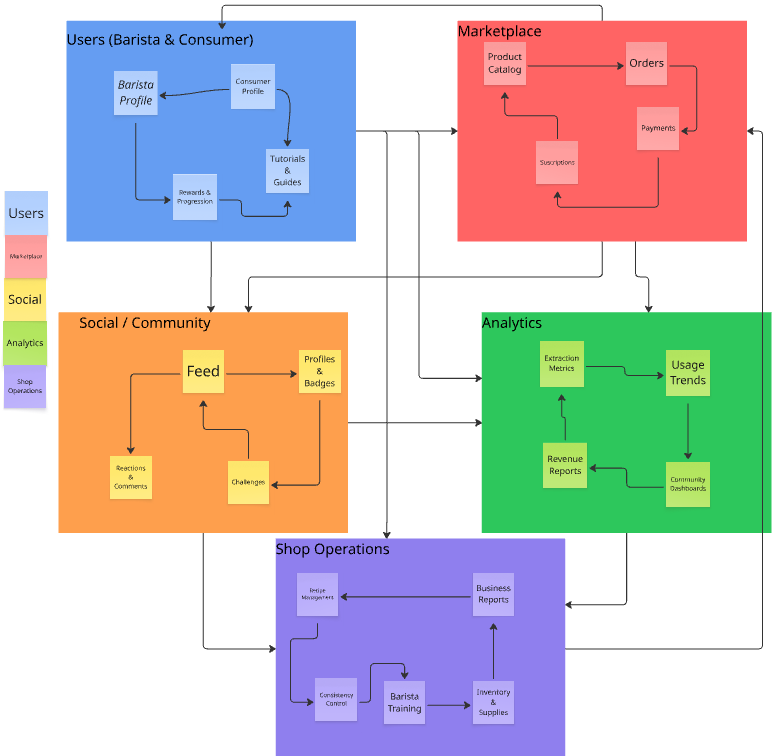 Users (Barista & Consumer)
Barista
Profile
Consumer
Profile
Tutorials
&
Guides
Rewards &
Progression
Marketplace
Product
Catalog
Orders
Payments
Suscriptions
Users
Marketplace
Social
Analytics
Shop
Operations
Social / Community
Feed
Profiles
&
Badges
Reactions
&
Comments
Challenges
Analytics
Extraction
Metrics
Usage
Trends
Revenue
Reports
Community
Dashboards
Shop Operations
Recipe
Management
Business
Reports
Consistency
Control
Barista
Training
Inventory
&
Supplies